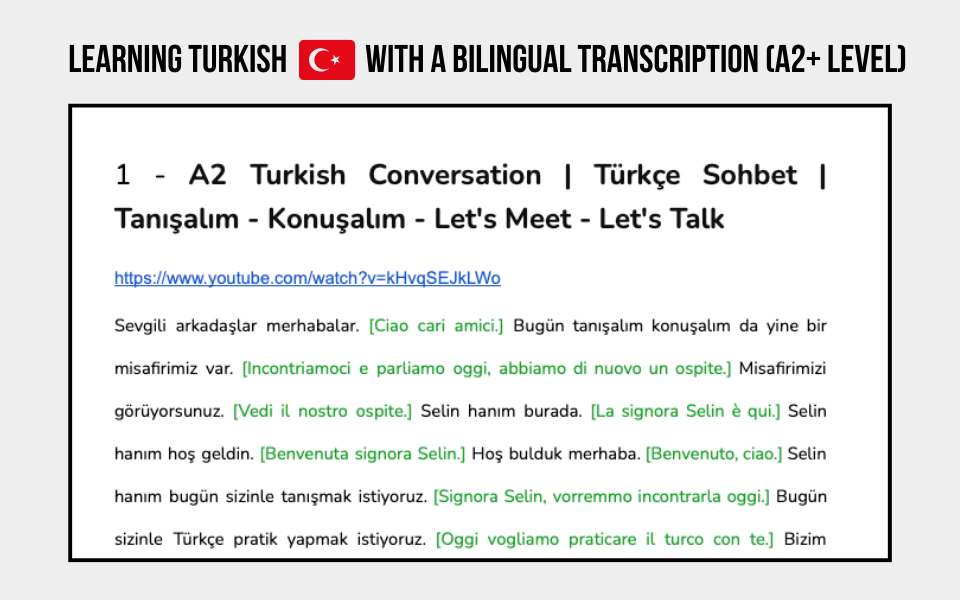 LEARNING TURKISH WITH A BILINGUAL TRANSCRIPTION (A2+ LEVEL)
1 - A2 Turkish Conversation | Türkçe Sohbet |
Tanışalım - Konuşalım - Let's Meet - Let's Talk
https://www.youtube.com/watch?v=kHvqSEJkLWo
Sevgili arkadaşlar merhabalar. [Ciao cari amici.] Bugün tanışalım konuşalım da yine bir
misafirimiz var. [Incontriamoci e parliamo oggi, abbiamo di nuovo un ospite.] Misafirimizi
görüyorsunuz. [Vedi il nostro ospite.] Selin hanım burada. [La signora Selin è qui.] Selin
hanım hoş geldin. [Benvenuta signora Selin.] Hoş bulduk merhaba. [Benvenuto, ciao.] Selin
hanım bugün sizinle tanışmak istiyoruz. [Signora Selin, vorremmo incontrarla oggi.] Bugün
sizinle Türkçe pratik yapmak istiyoruz. [Oggi vogliamo praticare il turco con te.] Bizim